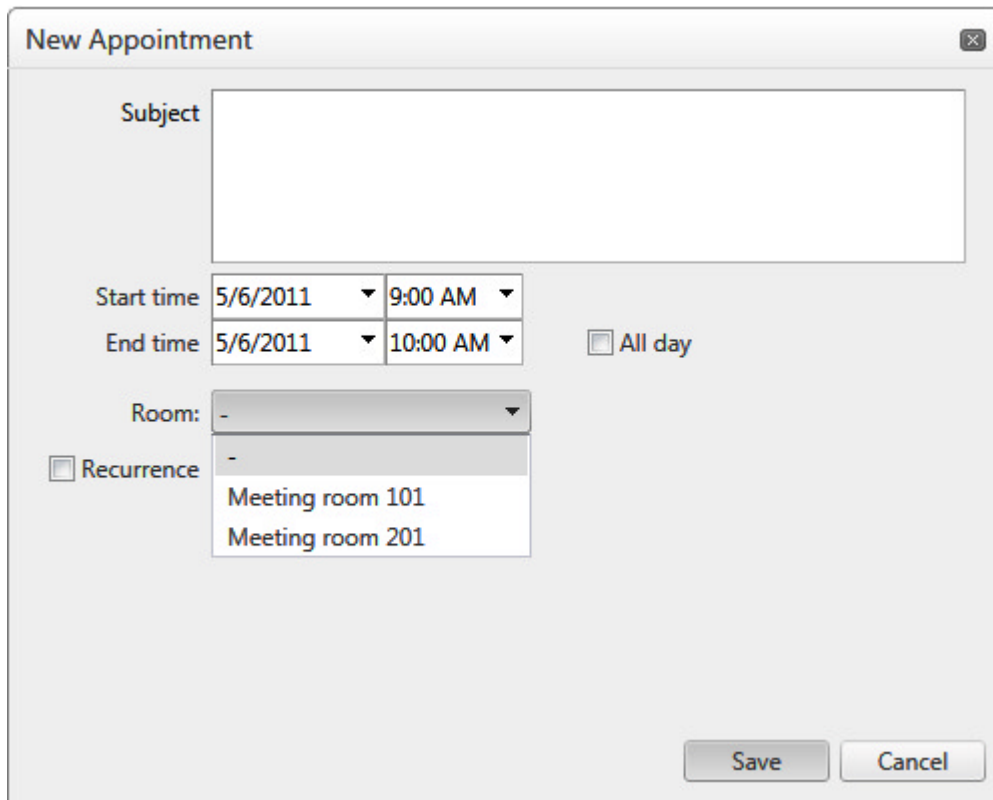 New Appointment
Subject
Start time 5/6/2011 9:00 AM
End time 5/6/2011 10:00 AM All day
Room: -
-
Recurrence
Meeting room 101
Meeting room 201
Save Cancel